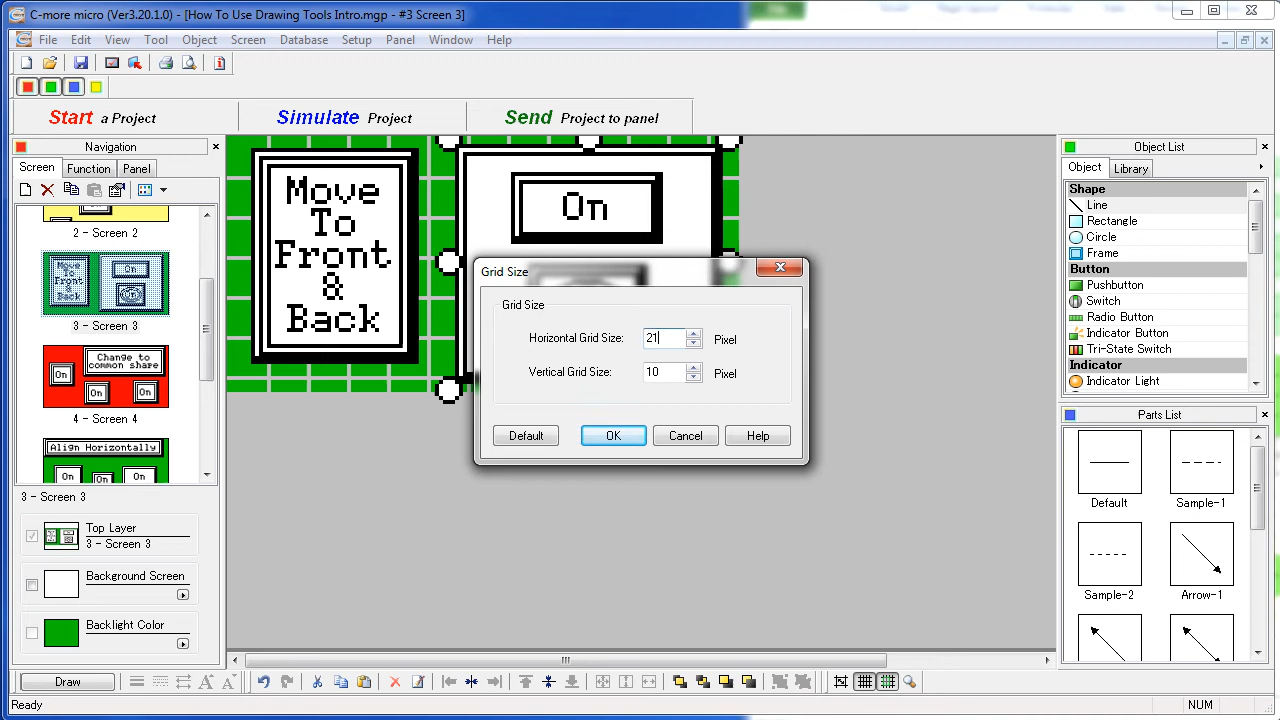 C-more micro (Ver3.20.1.0) - [How To Use Drawing Tools Intro.mgp - #3 Screen 3]
File Edit View Tool Object Screen Database Setup Panel Window Help
Start a Project Simulate Project Send Project to panel
Navigation
Screen Function Panel
2 - Screen 2
3 - Screen 3
Change to
common share
On
On
On
4 - Screen 4
Align Horizontally
On
On
On
3 - Screen 3
Top Layer
3 - Screen 3
Background Screen
Backlight Color
Move
To
Front
&
Back
On
Grid Size
Grid Size
Horizontal Grid Size: 21 Pixel
Vertical Grid Size: 10 Pixel
Default OK Cancel Help
Object List
Object Library
Shape
Line
Rectangle
Circle
Frame
Button
Pushbutton
Switch
Radio Button
Indicator Button
Tri-State Switch
Indicator
Indicator Light
Parts List
Default Sample-1
Sample-2 Arrow-1
Draw
Ready NUM